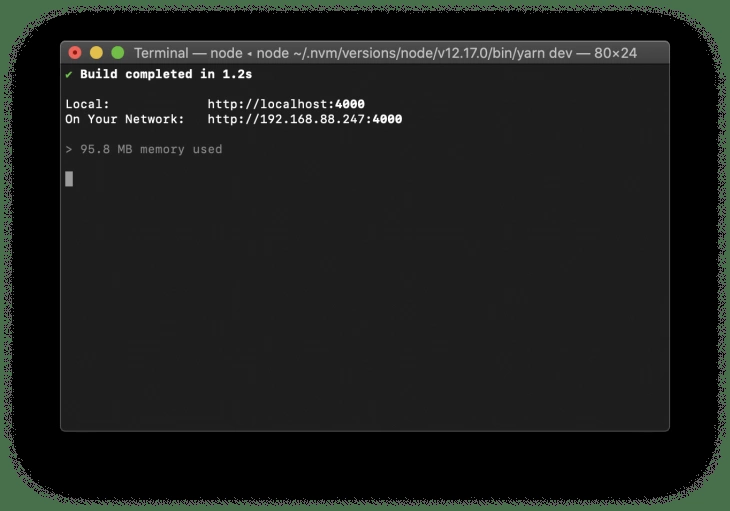 Terminal — node ◂ node ~/.nvm/versions/node/v12.17.0/bin/yarn dev — 80×24
✔ Build completed in 1.2s
Local: http://localhost:4000
On Your Network: http://192.168.88.247:4000
> 95.8 MB memory used